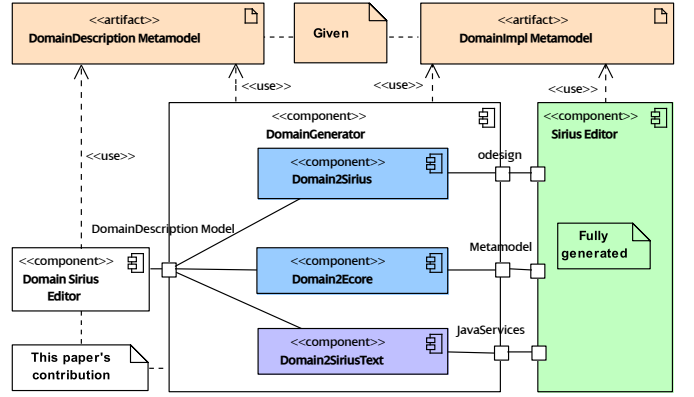 <<artifact>>
DomainDescription Metamodel
Given
<<artifact>>
DomainImpl Metamodel
<<use>>
<<use>>
<<use>>
<<use>>
<<component>>
DomainGenerator
<<component>>
Sirius Editor
<<component>>
Domain2Sirius
odesign
DomainDescription Model
<<component>>
Domain Sirius
Editor
<<component>>
Domain2Ecore
Metamodel
Fully
generated
<<component>>
Domain2SiriusText
JavaServices
This paper's
contribution